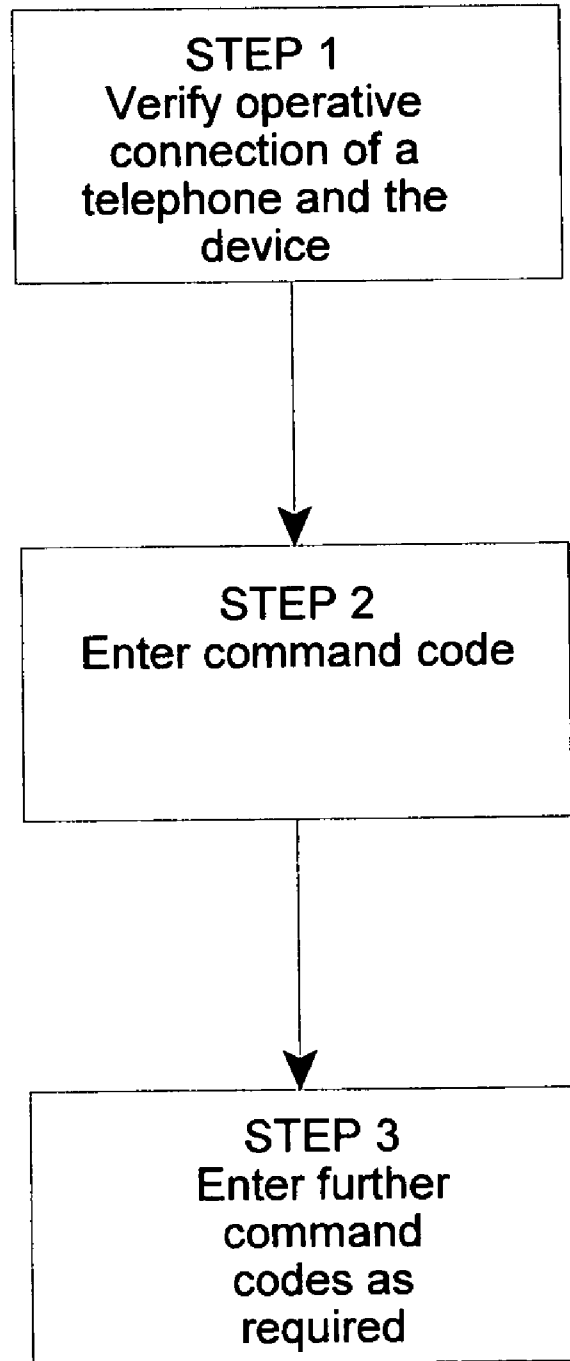 STEP 1
Verify operative
connection of a
telephone and the
device
STEP 2
Enter command code
STEP 3
Enter further
command
codes as
required